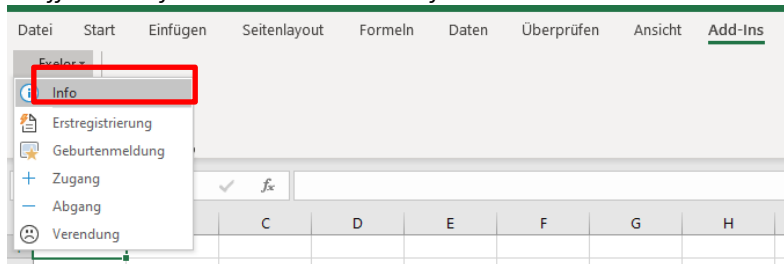 Datei Start Einfügen Seitenlayout Formeln Daten Überprüfen Ansicht Add-Ins
Info
Erstregistrierung
Geburtenmeldung
Zugang
fx
Abgang
C D E F G H
Verendung